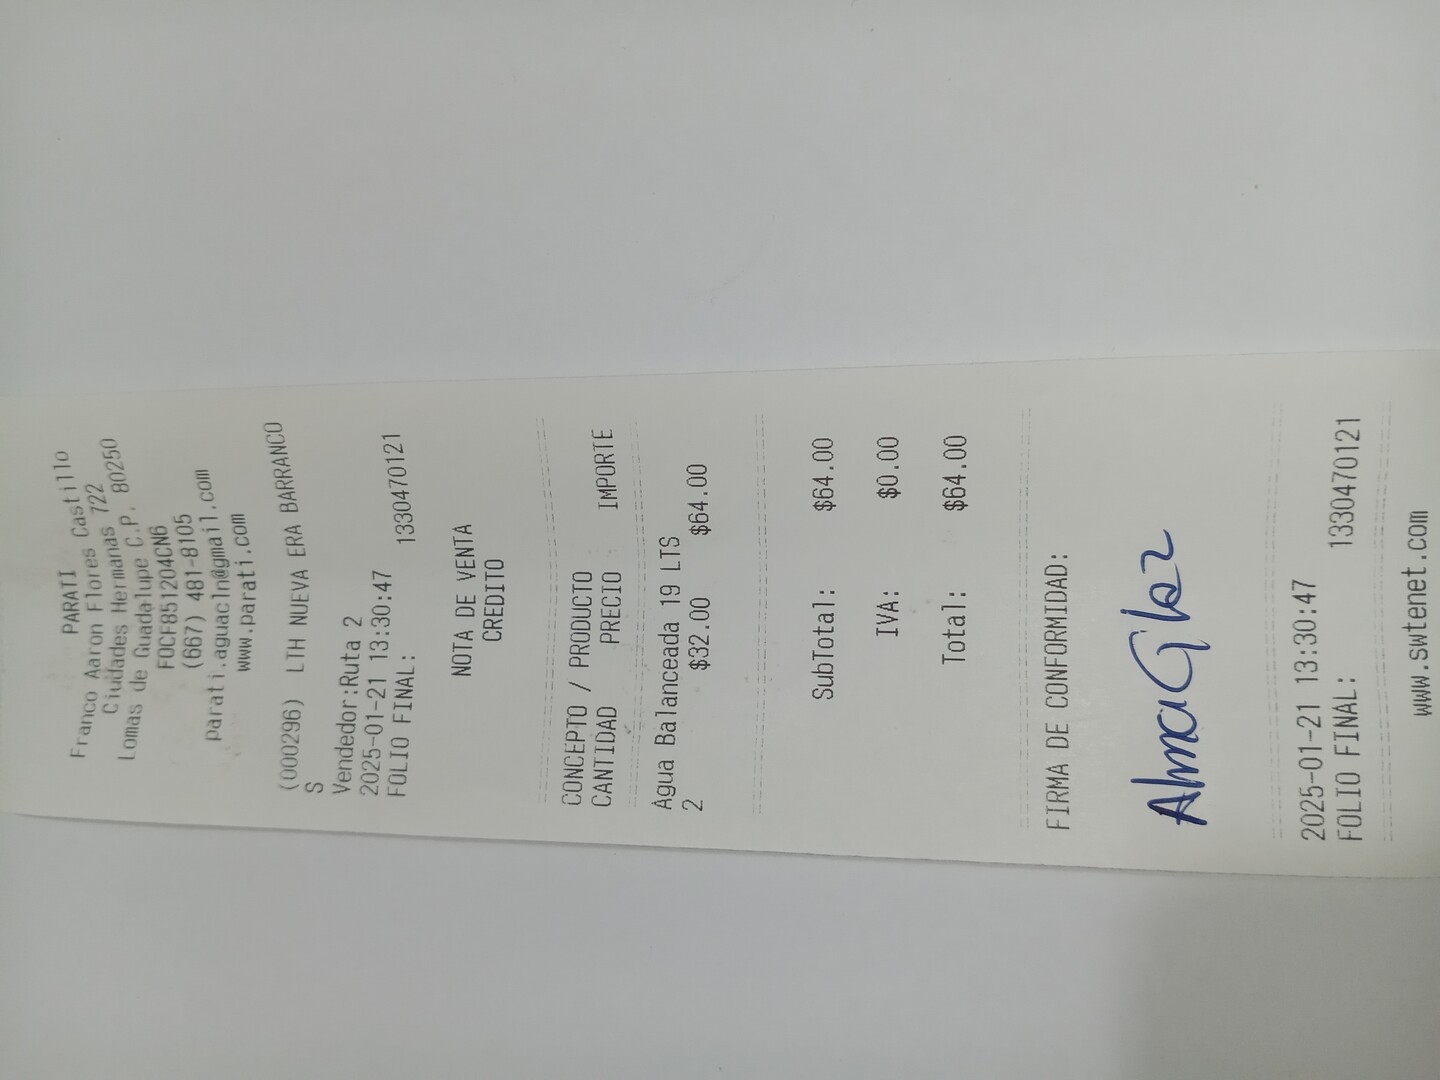 PARATI
Franco Aaron Flores Castillo
Ciudades Hermanas 722
Lomas de Guadalupe C.P. 80250
FOCF851204CN6
(667) 481-8105
parati.aguacln@gmail.com
www.parati.com
(000296) LTH NUEVA ERA BARRANCO
S
Vendedor:Ruta 2
2025-01-21 13:30:47
FOLIO FINAL: 1330470121
NOTA DE VENTA
CREDITO
CONCEPTO / PRODUCTO
CANTIDAD PRECIO IMPORTE
Agua Balanceada 19 LTS
2 $32.00 $64.00
SubTotal: $64.00
IVA: $0.00
Total: $64.00
FIRMA DE CONFORMIDAD:
Alma Glez
2025-01-21 13:30:47
FOLIO FINAL: 1330470121
www.swtenet.com